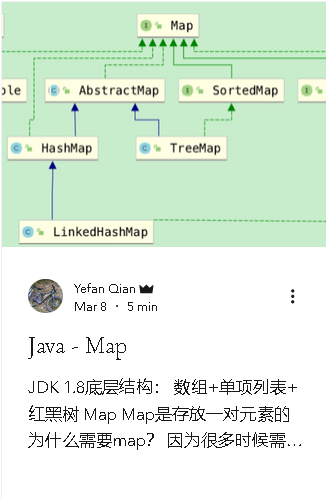 Map
ble
AbstractMap
SortedMap
HashMap
TreeMap
LinkedHashMap
Yefan Qian
Mar 8 · 5 min
Java - Map
JDK 1.8底层结构： 数组+单项列表+
红黑树 Map Map是存放一对元素的
为什么需要map？ 因为很多时候需…